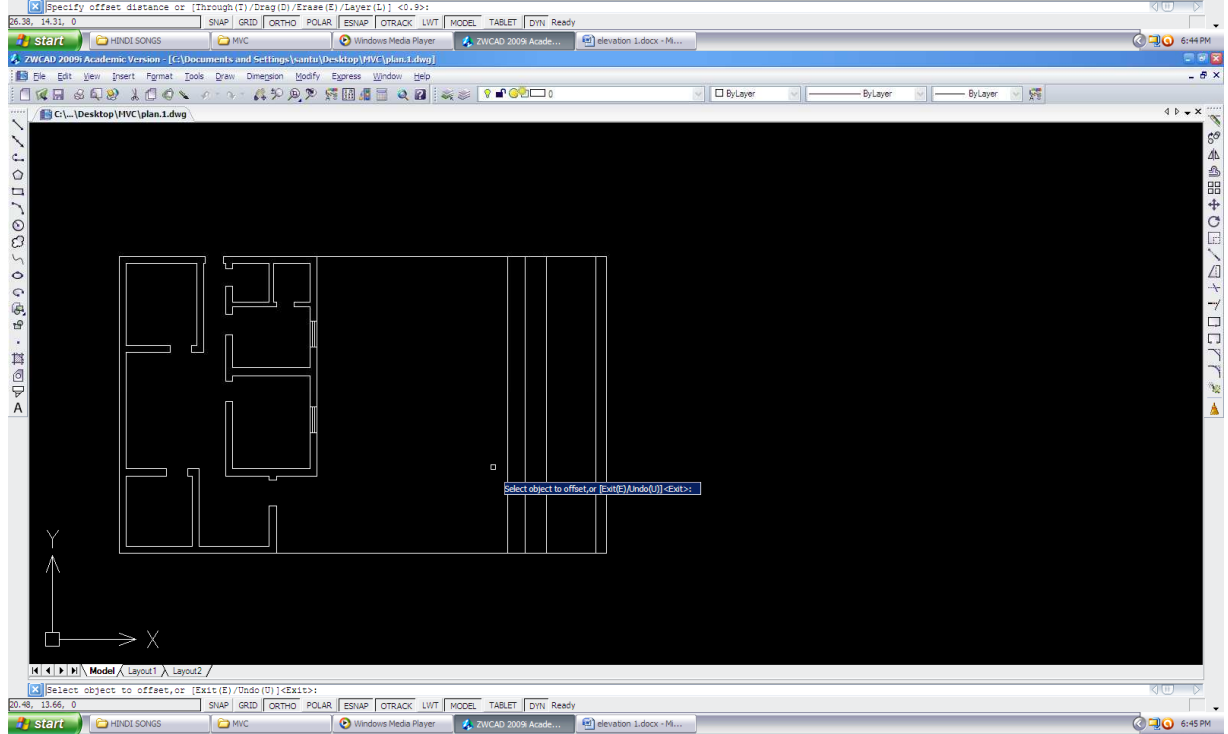 Specify offset distance or [Through(T)/Drag(D)/Erase(E)/Layer(L)] <0.9>:
26.38, 14.31, 0 SNAP GRID ORTHO POLAR ESNAP OTRACK LWT MODEL TABLET DYN Ready
start HINDI SONGS MVC Windows Media Player ZWCAD 2009i Acade... elevation 1.docx - Mi... 6:44 PM
ZWCAD 2009i Academic Version - [C:\Documents and Settings\santu\Desktop\MVC\plan.1.dwg]
File Edit View Insert Format Tools Draw Dimension Modify Express Window Help
0 ByLayer ByLayer ByLayer
C:\...\Desktop\MVC\plan.1.dwg
A
Select object to offset,or [Exit(E)/Undo(U)]<Exit>:
Y
X
Model Layout1 Layout2
Select object to offset,or [Exit(E)/Undo(U)]<Exit>:
20.48, 13.66, 0 SNAP GRID ORTHO POLAR ESNAP OTRACK LWT MODEL TABLET DYN Ready
start HINDI SONGS MVC Windows Media Player ZWCAD 2009i Acade... elevation 1.docx - Mi... 6:45 PM